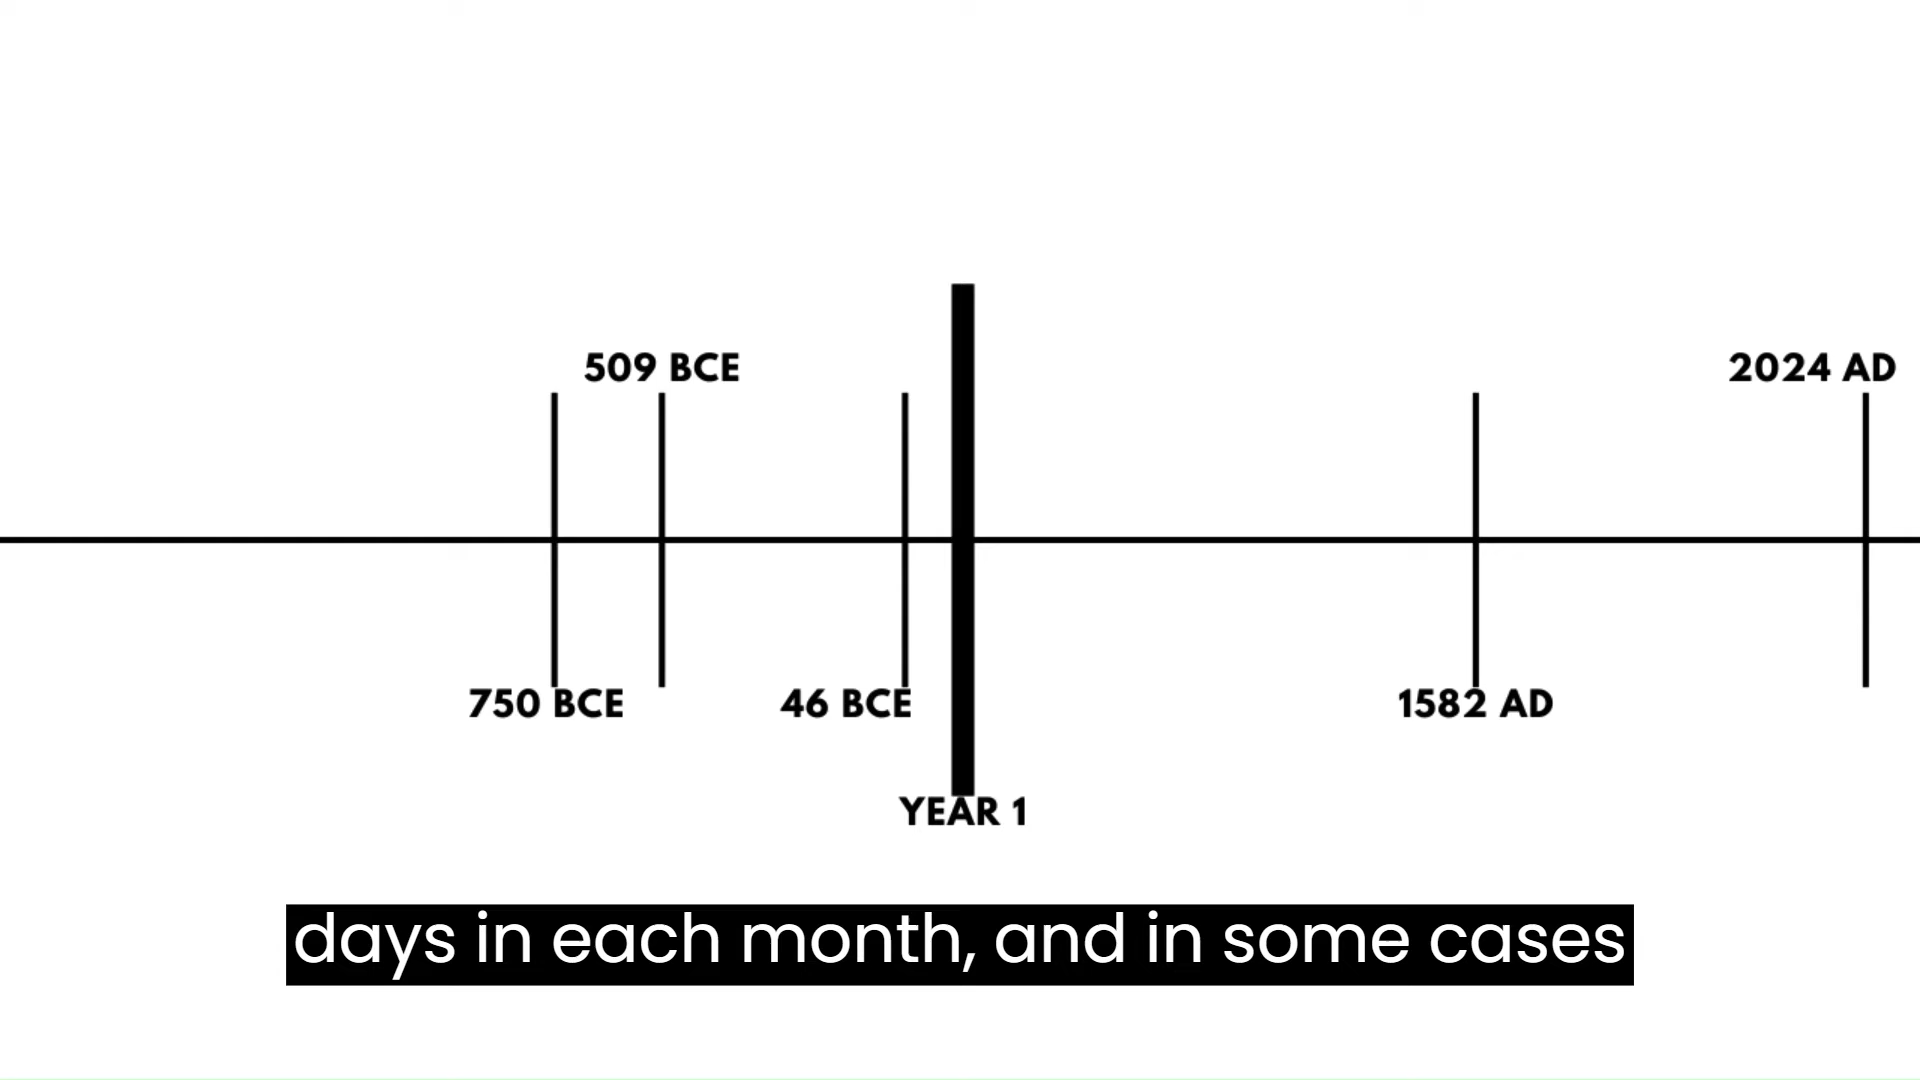 509 BCE
2024 AD
750 BCE
46 BCE
1582 AD
YEAR 1
days in each month, and in some cases